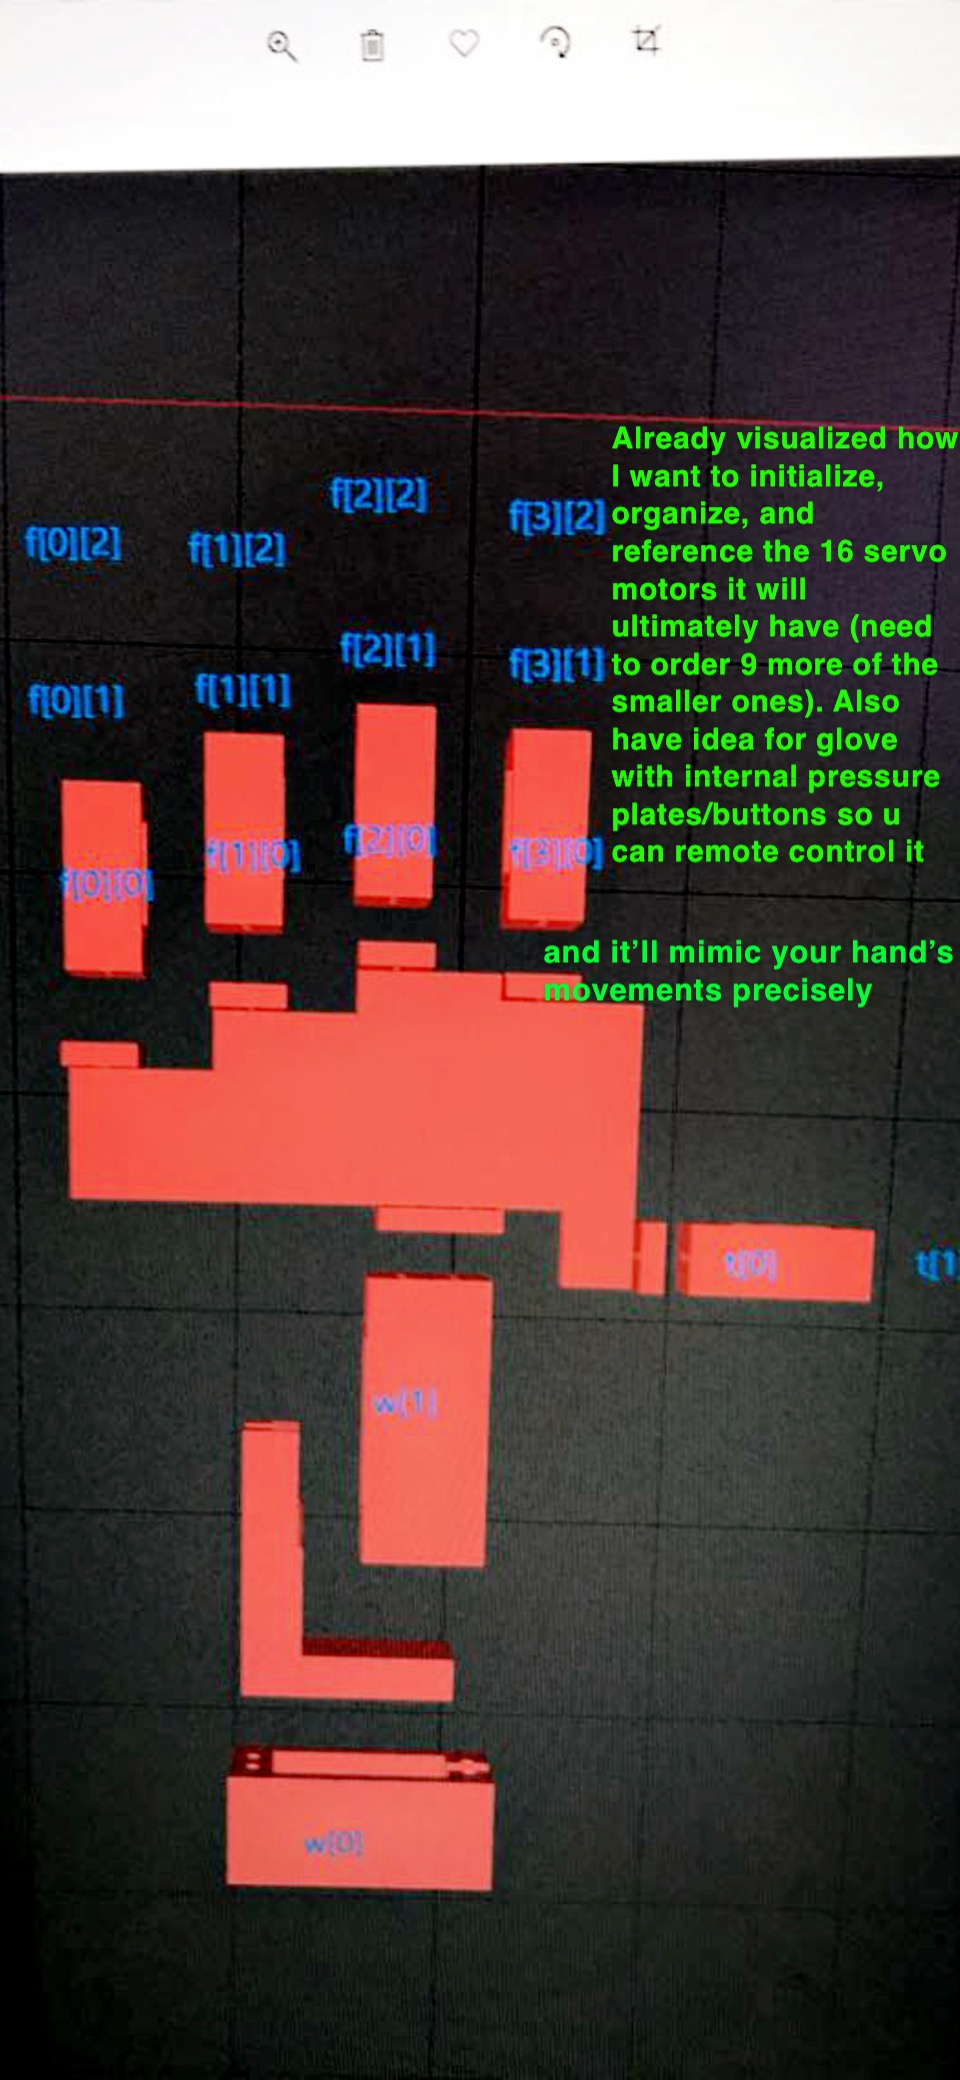 Already visualized how
I want to initialize,
organize, and
reference the 16 servo
motors it will
ultimately have (need
to order 9 more of the
smaller ones). Also
have idea for glove
with internal pressure
plates/buttons so u
can remote control it
and it'll mimic your hand's
movements precisely
f[0][2] f[1][2] f[2][2] f[3][2]
f[0][1] f[1][1] f[2][1] f[3][1]
f[0][0] f[1][0] f[2][0] f[3][0]
t[0] t[1
w[1]
w[0]